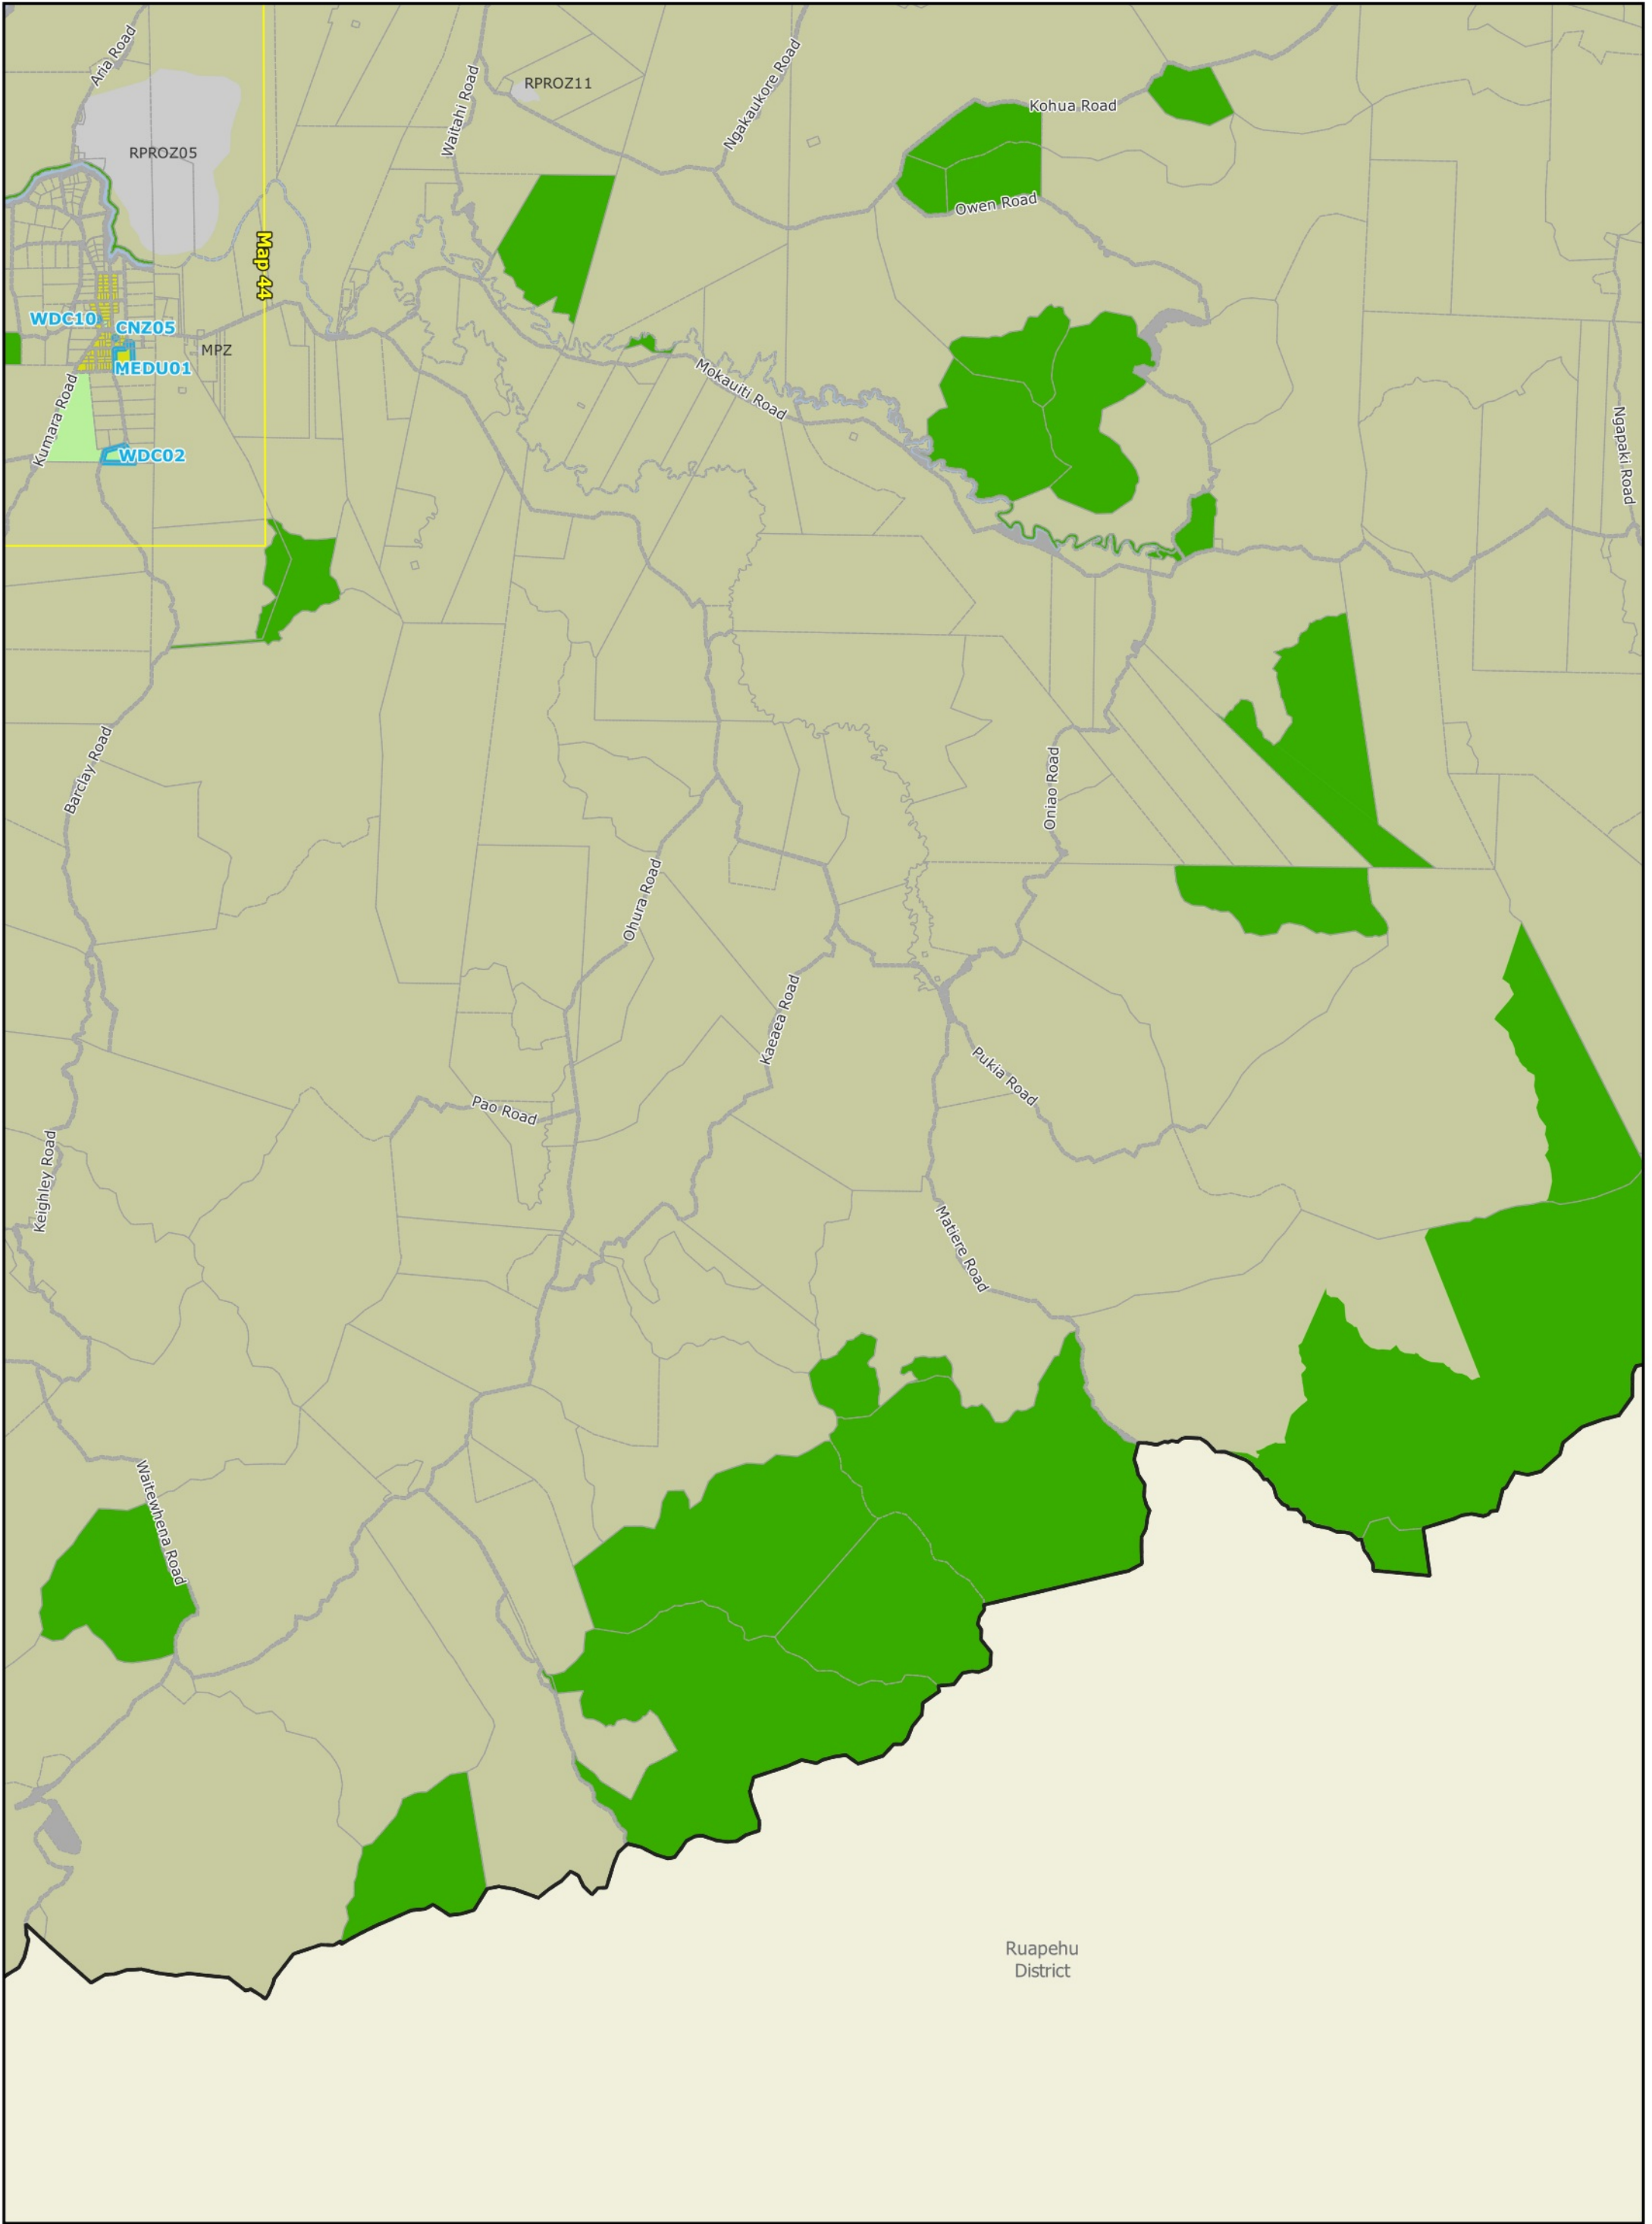 Aria Road
Waitahi Road
RPROZ11
Ngakaukore Road
Kohua Road
RPROZ05
Owen Road
Map 44
WDC10
CNZ05
MPZ
MEDU01
Kumara Road
WDC02
Mokauiti Road
Ngapaki Road
Barclay Road
Oniao Road
Ohura Road
Kaeaea Road
Pukia Road
Pao Road
Keighley Road
Matiere Road
Waitewhena Road
Ruapehu
District